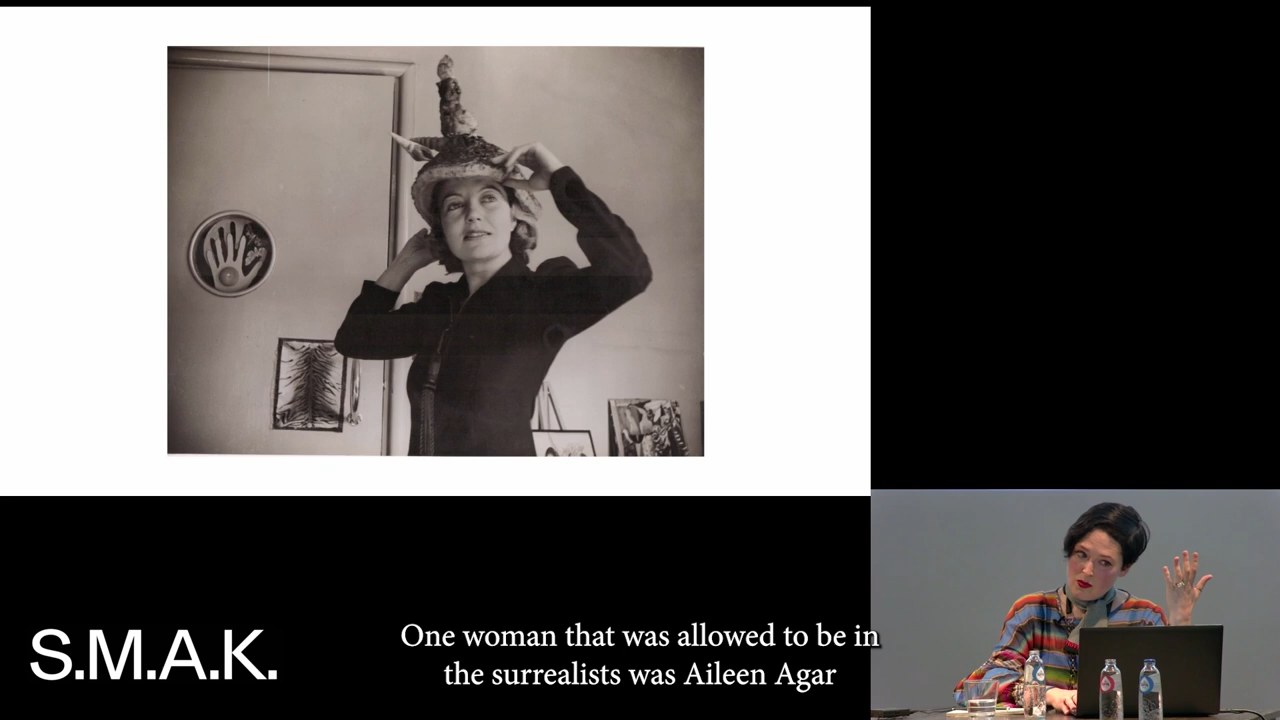 S.M.A.K.
One woman that was allowed to be in
the surrealists was Aileen Agar